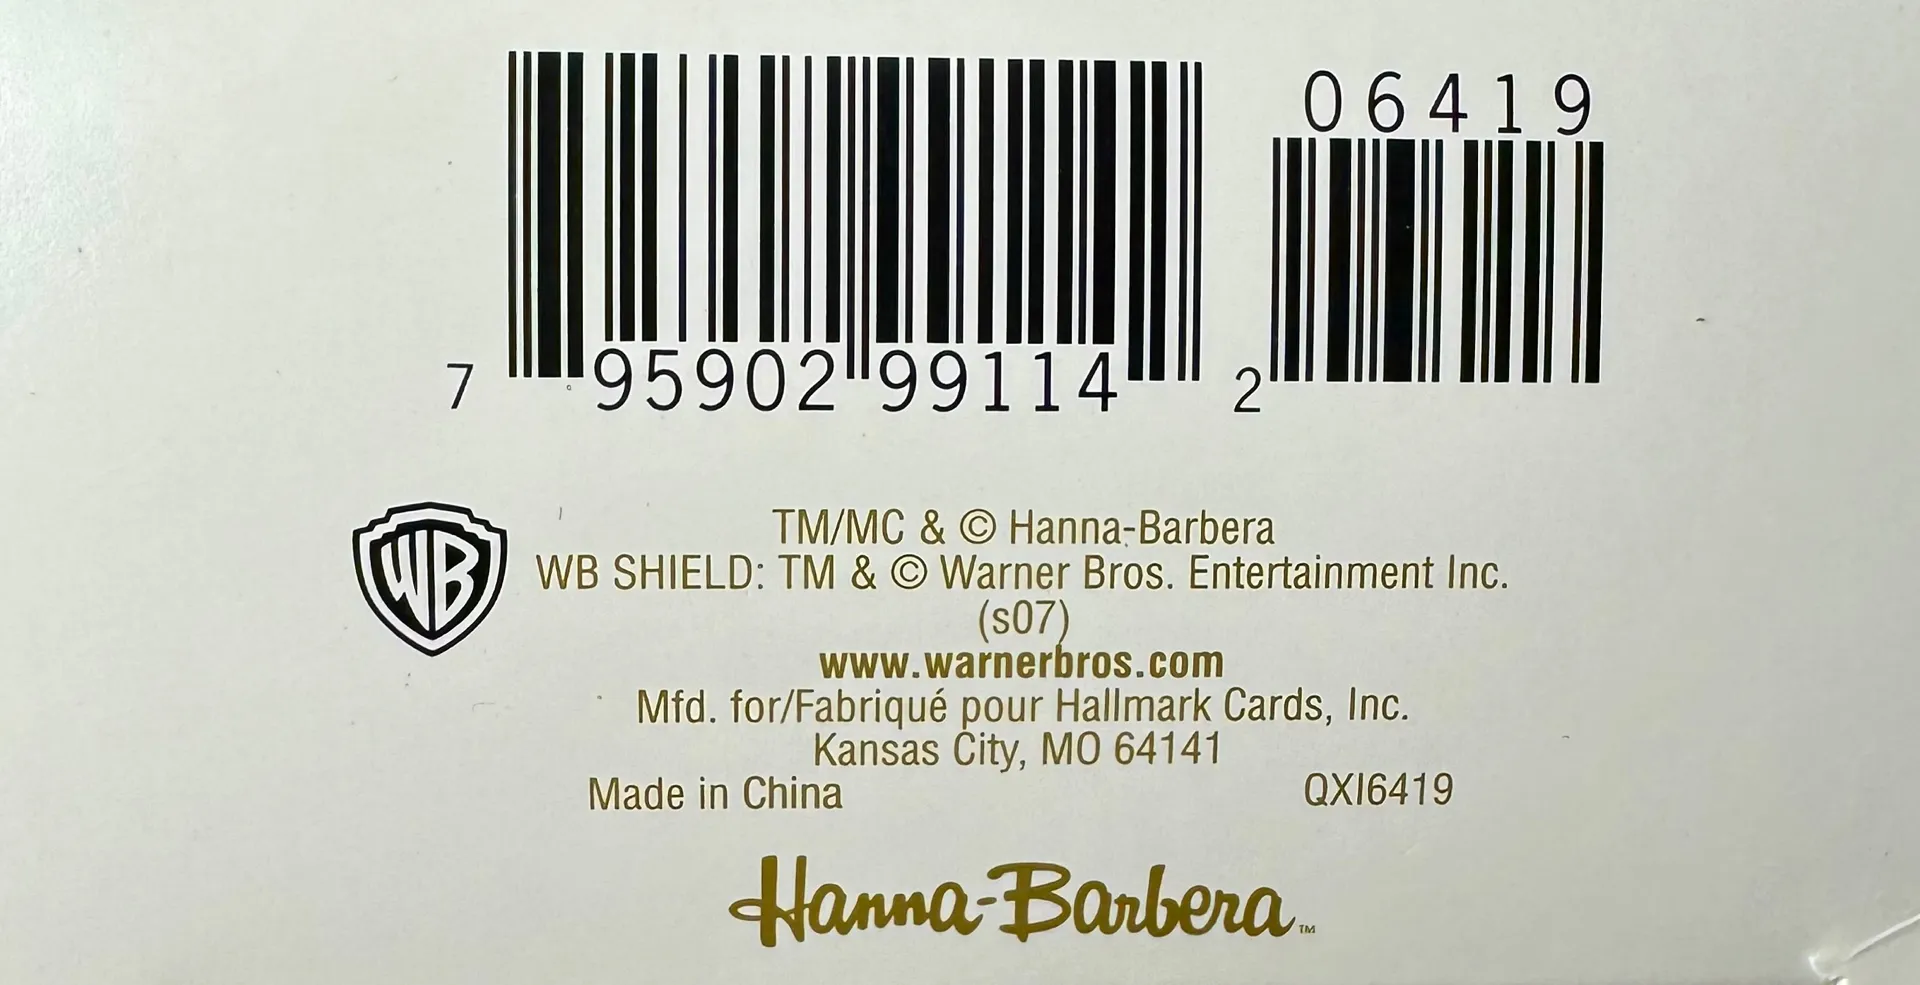 06419
7 95902 99114 2
WB
TM/MC & © Hanna-Barbera
WB SHIELD: TM & © Warner Bros. Entertainment Inc.
(s07)
www.warnerbros.com
Mfd. for/Fabriqué pour Hallmark Cards, Inc.
Kansas City, MO 64141
Made in China QXI6419
Hanna-Barbera™